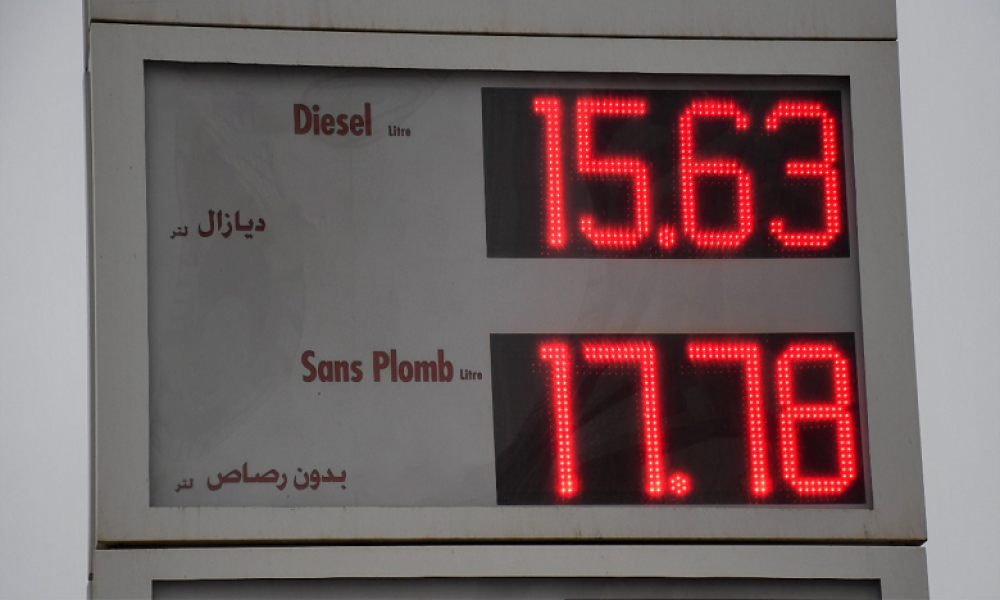 Diesel Litre 15.63
ديازال لتر
Sans Plomb Litre 17.78
بدون رصاص لتر